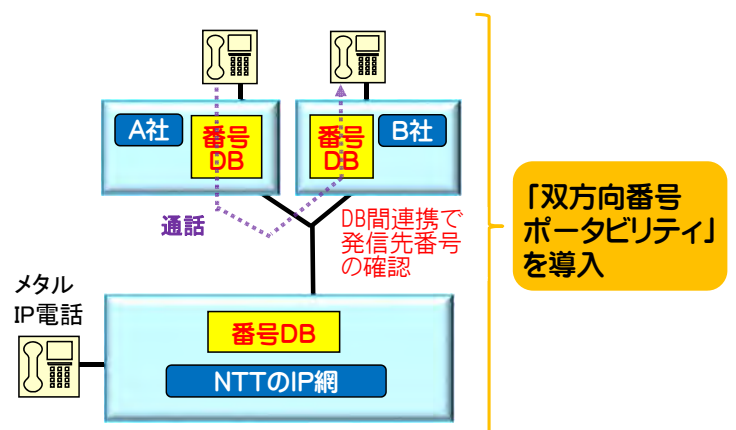 A社
番号
DB
番号
DB
B社
通話
DB間連携で
発信先番号
の確認
「双方向番号
ポータビリティ」
を導入
メタル
IP電話
番号DB
NTTのIP網